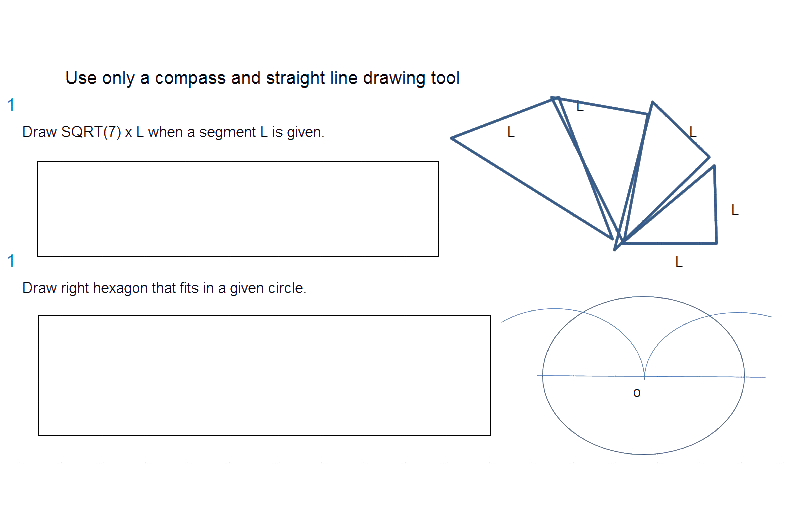 Use only a compass and straight line drawing tool
1
Draw SQRT(7) x L when a segment L is given.
L
L
L
L
L
1
Draw right hexagon that fits in a given circle.
o